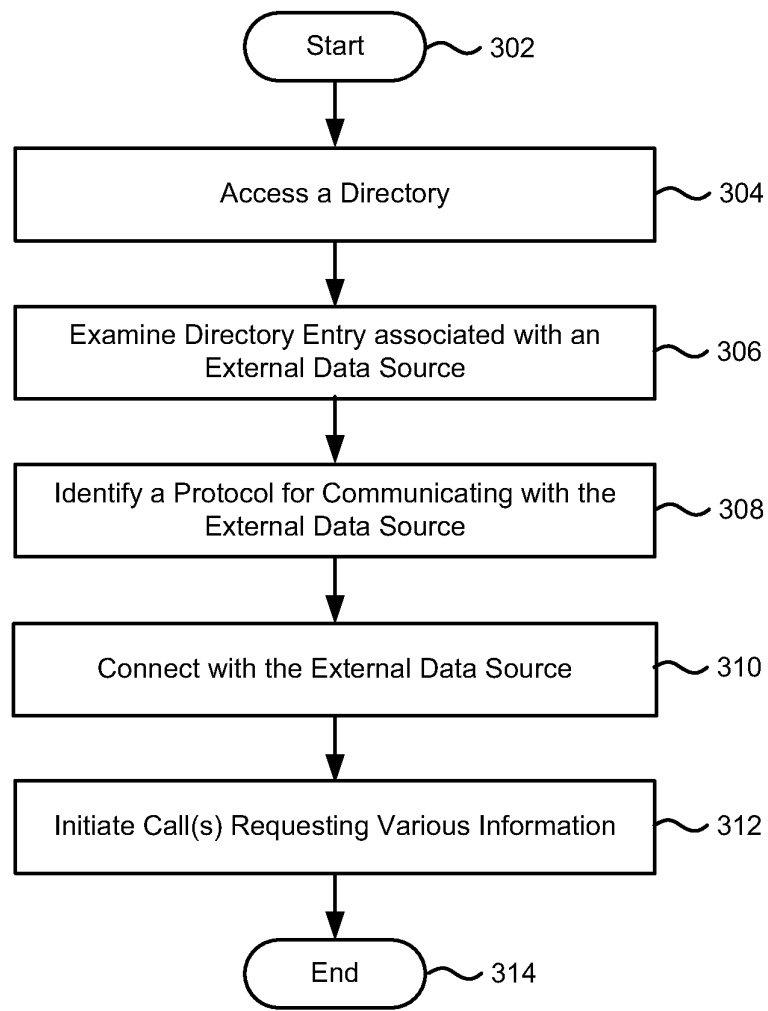 Start
302
Access a Directory
304
Examine Directory Entry associated with an
External Data Source
306
Identify a Protocol for Communicating with the
External Data Source
308
Connect with the External Data Source
310
Initiate Call(s) Requesting Various Information
312
End
314